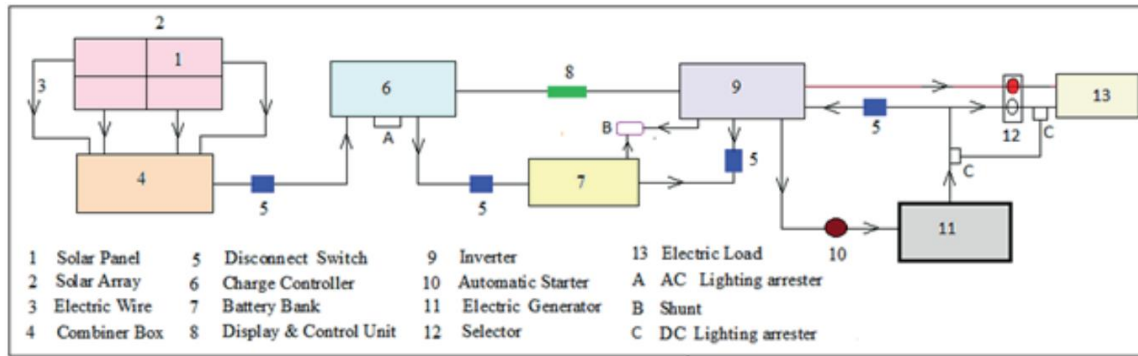 2
1
3
6
A
8
9
B
5
5
12
C
13
4
5
5
7
C
10
11
1 Solar Panel
2 Solar Array
3 Electric Wire
4 Combiner Box
5 Disconnect Switch
6 Charge Controller
7 Battery Bank
8 Display & Control Unit
9 Inverter
10 Automatic Starter
11 Electric Generator
12 Selector
13 Electric Load
A AC Lighting arrester
B Shunt
C DC Lighting arrester